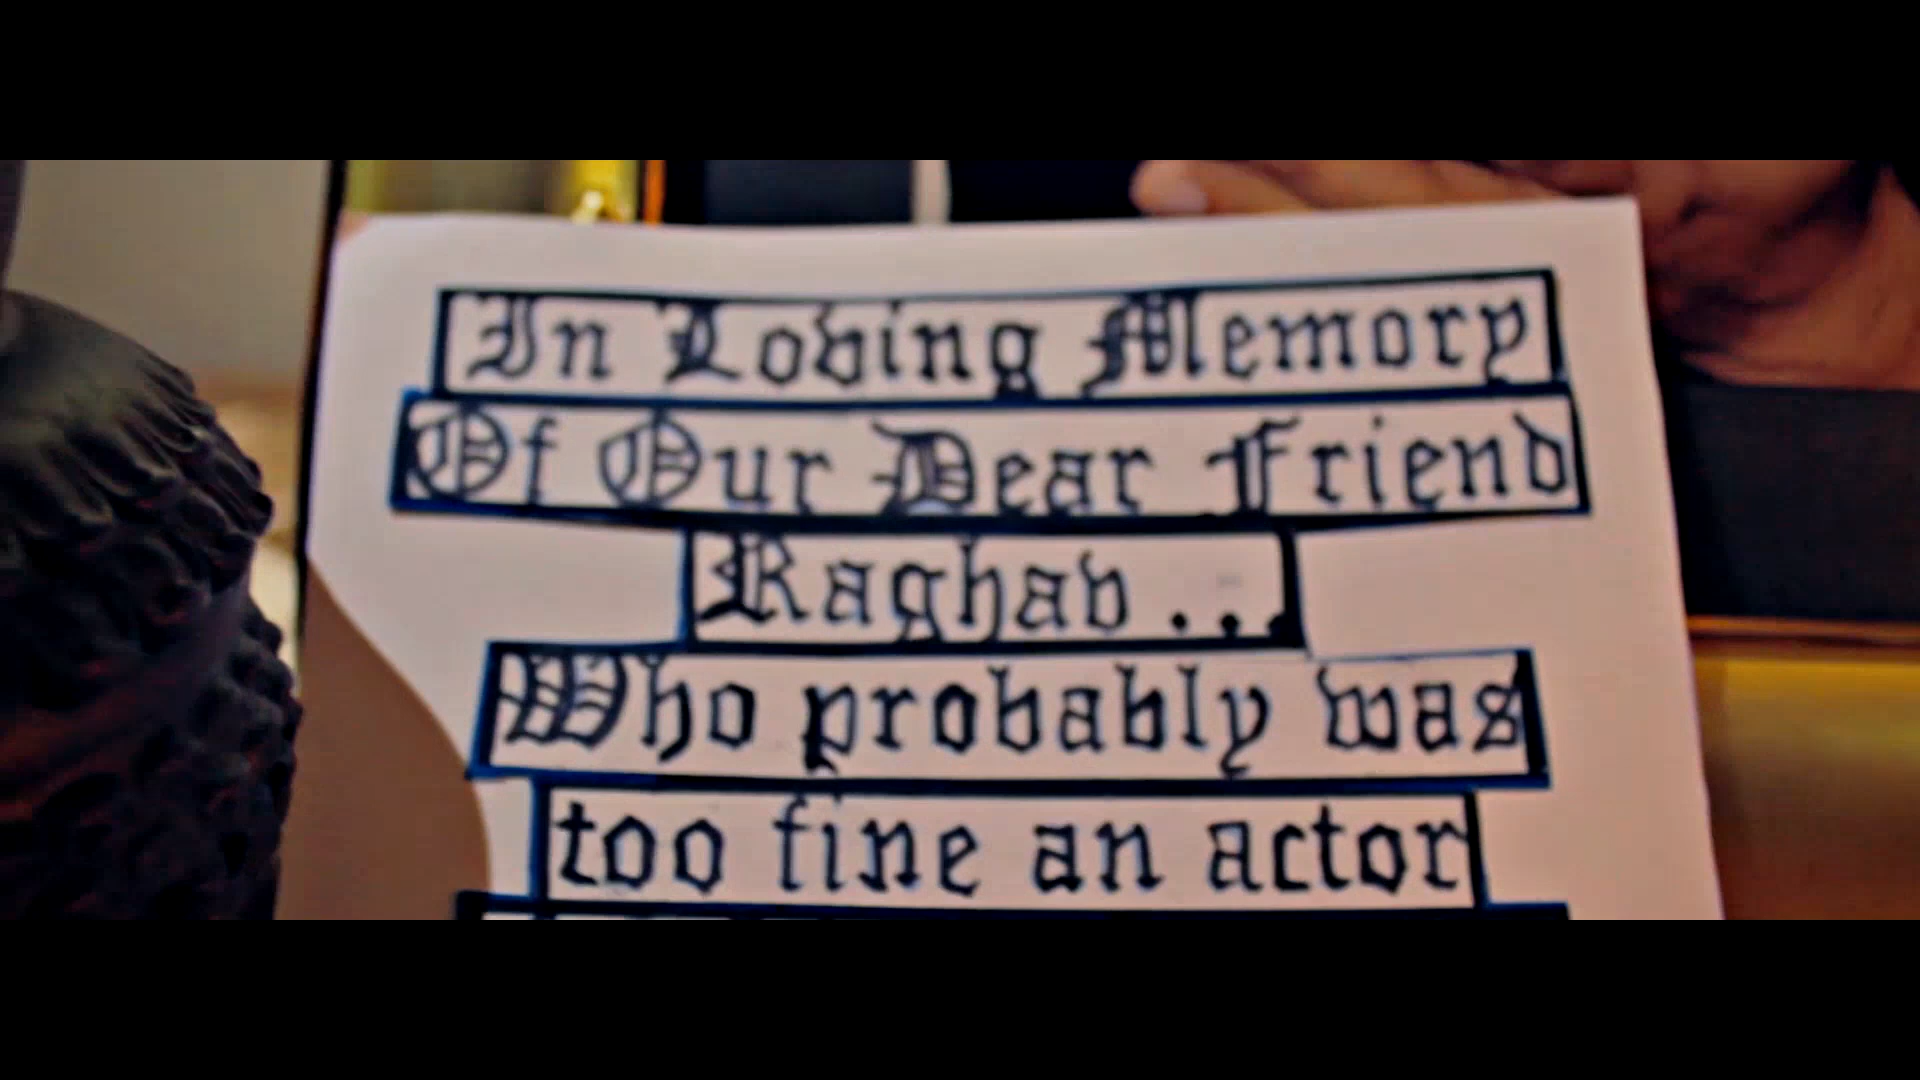 In Loving Memory
Of Our Dear Friend
Raghav...
Who probably was
too fine an actor